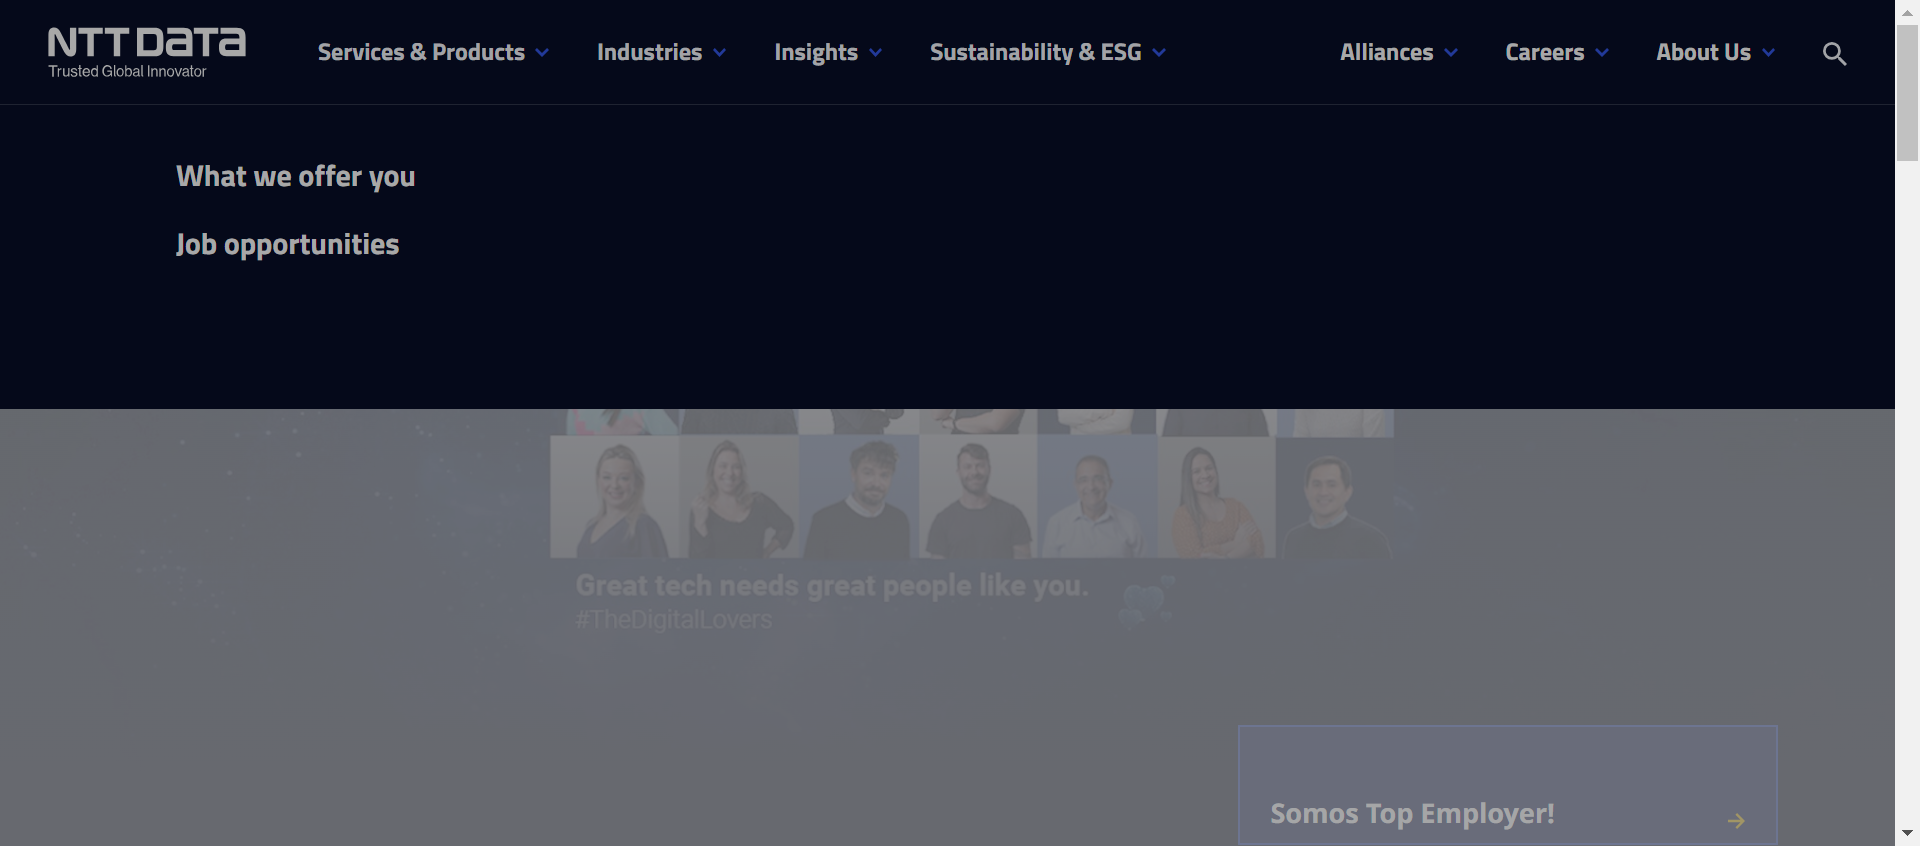 NTT DATA
Trusted Global Innovator
Services & Products
Industries
Insights
Sustainability & ESG
Alliances
Careers
About Us
What we offer you
Job opportunities
Great tech needs great people like you.
#TheDigitalLovers
Somos Top Employer!